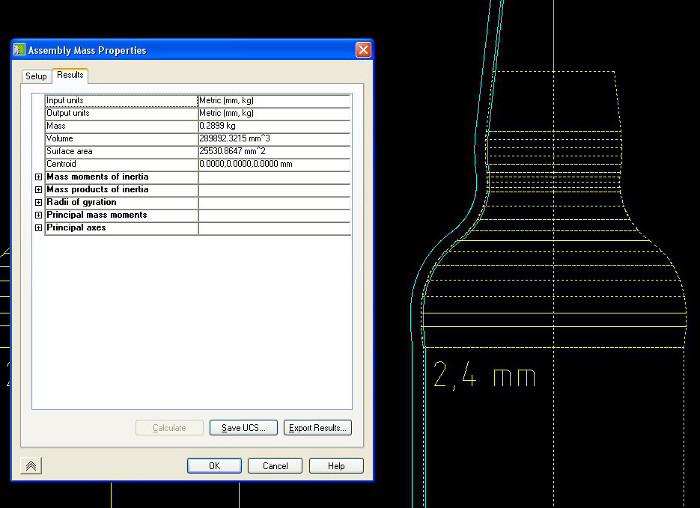 Assembly Mass Properties
Setup Results
Input units Metric (mm, kg)
Output units Metric (mm, kg)
Mass 0.2899 kg
Volume 289892.3215 mm^3
Surface area 25530.8647 mm^2
Centroid 0.0000,0.0000,0.0000 mm
Mass moments of inertia
Mass products of inertia
Radii of gyration
Principal mass moments
Principal axes
2,4 mm
Calculate Save UCS... Export Results...
OK Cancel Help